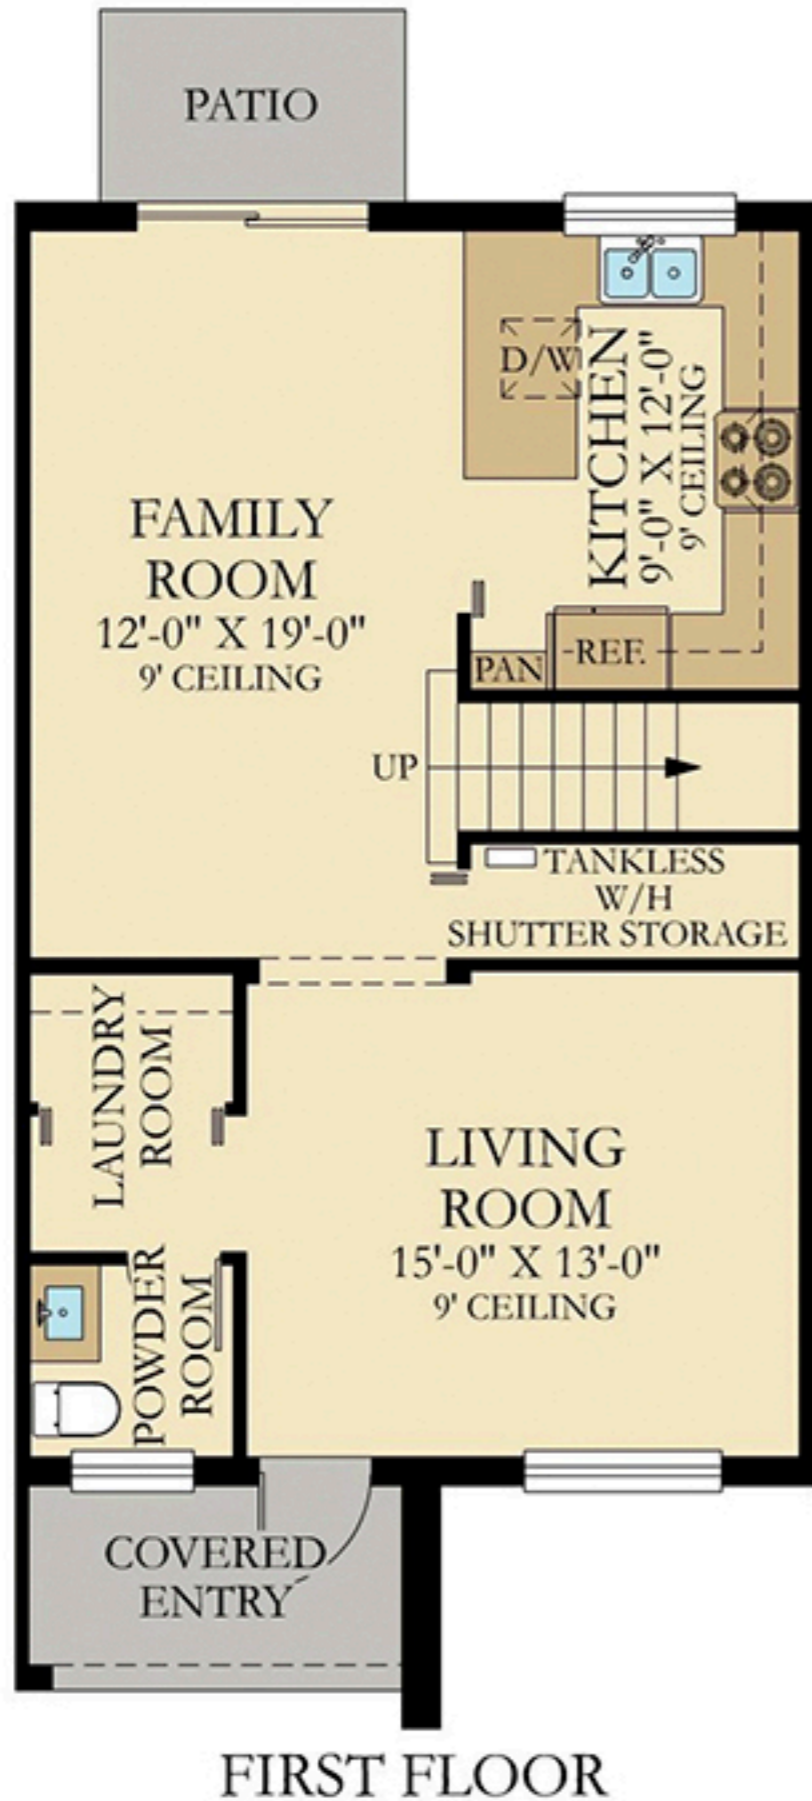 PATIO
D/W
KITCHEN
9'-0" X 12'-0"
9' CEILING
FAMILY
ROOM
12'-0" X 19'-0"
9' CEILING
PAN
REF.
UP
TANKLESS
W/H
SHUTTER STORAGE
LAUNDRY
ROOM
LIVING
ROOM
15'-0" X 13'-0"
9' CEILING
POWDER
ROOM
COVERED
ENTRY
FIRST FLOOR